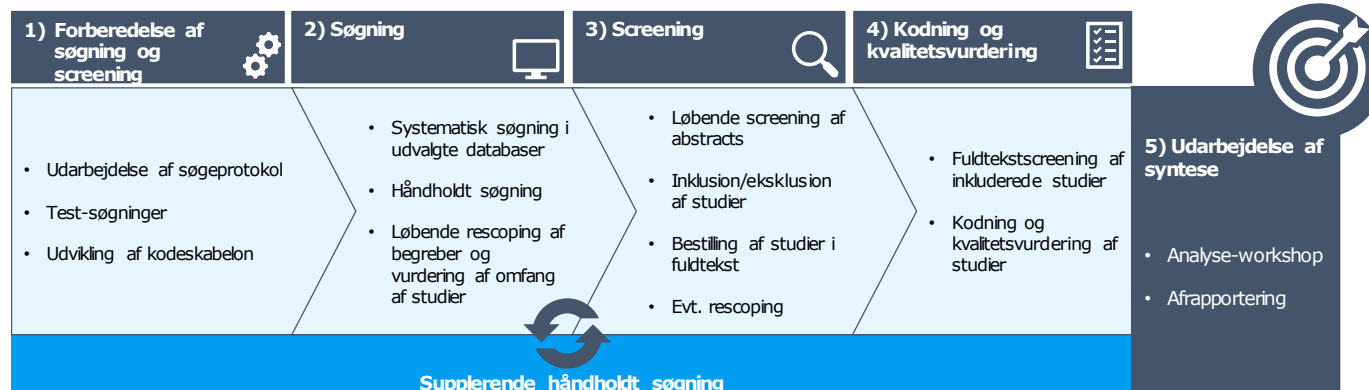 1) Forberedelse af
søgning og
screening
2) Søgning
3) Screening
4) Kodning og
kvalitetsvurdering
• Udarbejdelse af søgeprotokol
• Test-søgninger
• Udvikling af kodeskabelon
• Systematisk søgning i
udvalgte databaser
• Håndholdt søgning
• Løbende rescoping af
begreber og
vurdering af omfang
af studier
• Løbende screening af
abstracts
• Inklusion/eksklusion
af studier
• Bestilling af studier i
fuldtekst
• Evt. rescoping
• Fuldtekstscreening af
inkluderede studier
• Kodning og
kvalitetsvurdering af
studier
5) Udarbejdelse af
syntese
• Analyse-workshop
• Afrapportering
Supplerende håndholdt søgning